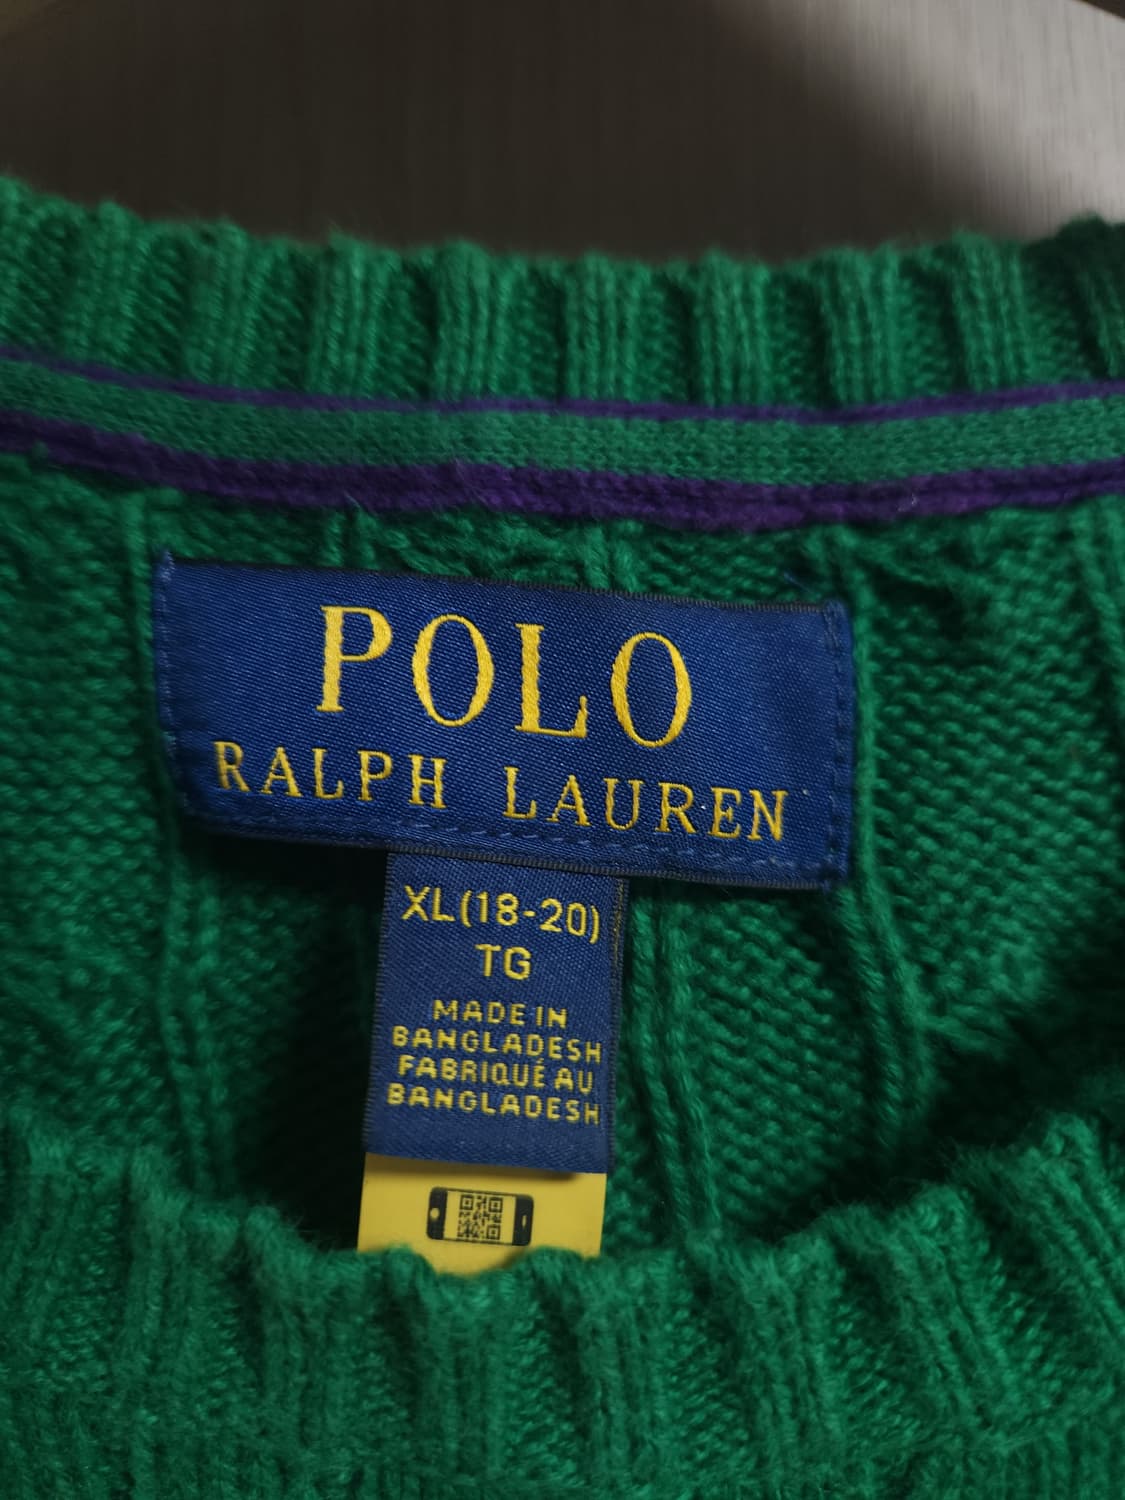 POLO
RALPH LAUREN
XL(18-20)
TG
MADE IN
BANGLADESH
FABRIQUÉ AU
BANGLADESH